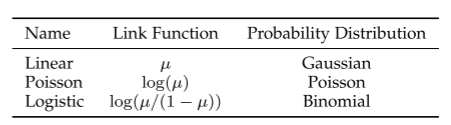 Name Link Function Probability Distribution
Linear μ Gaussian
Poisson log(μ) Poisson
Logistic log(μ/(1 − μ)) Binomial